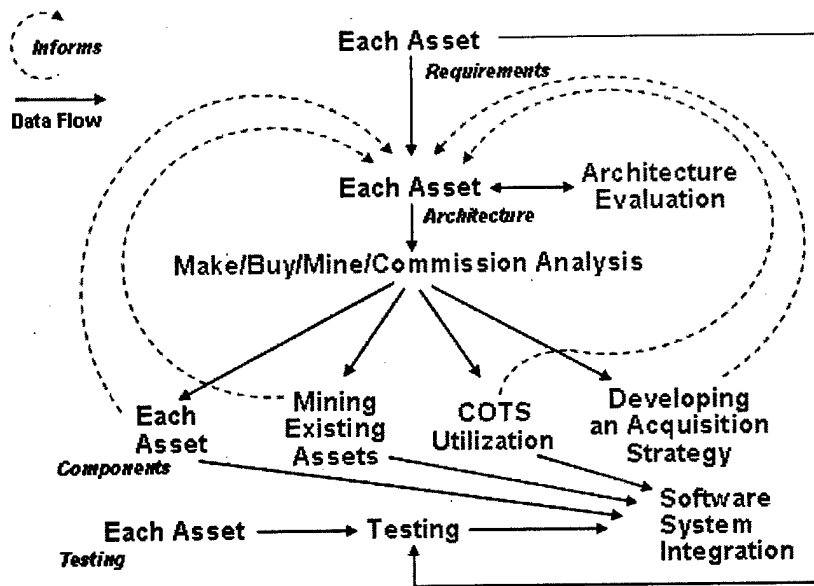 Informs
Data Flow
Each Asset
Requirements
Each Asset
Architecture
Architecture
Evaluation
Make/Buy/Mine/Commission Analysis
Each
Asset
Components
Mining
Existing
Assets
COTS
Utilization
Developing
an Acquisition
Strategy
Software
System
Integration
Each Asset
Testing
Testing